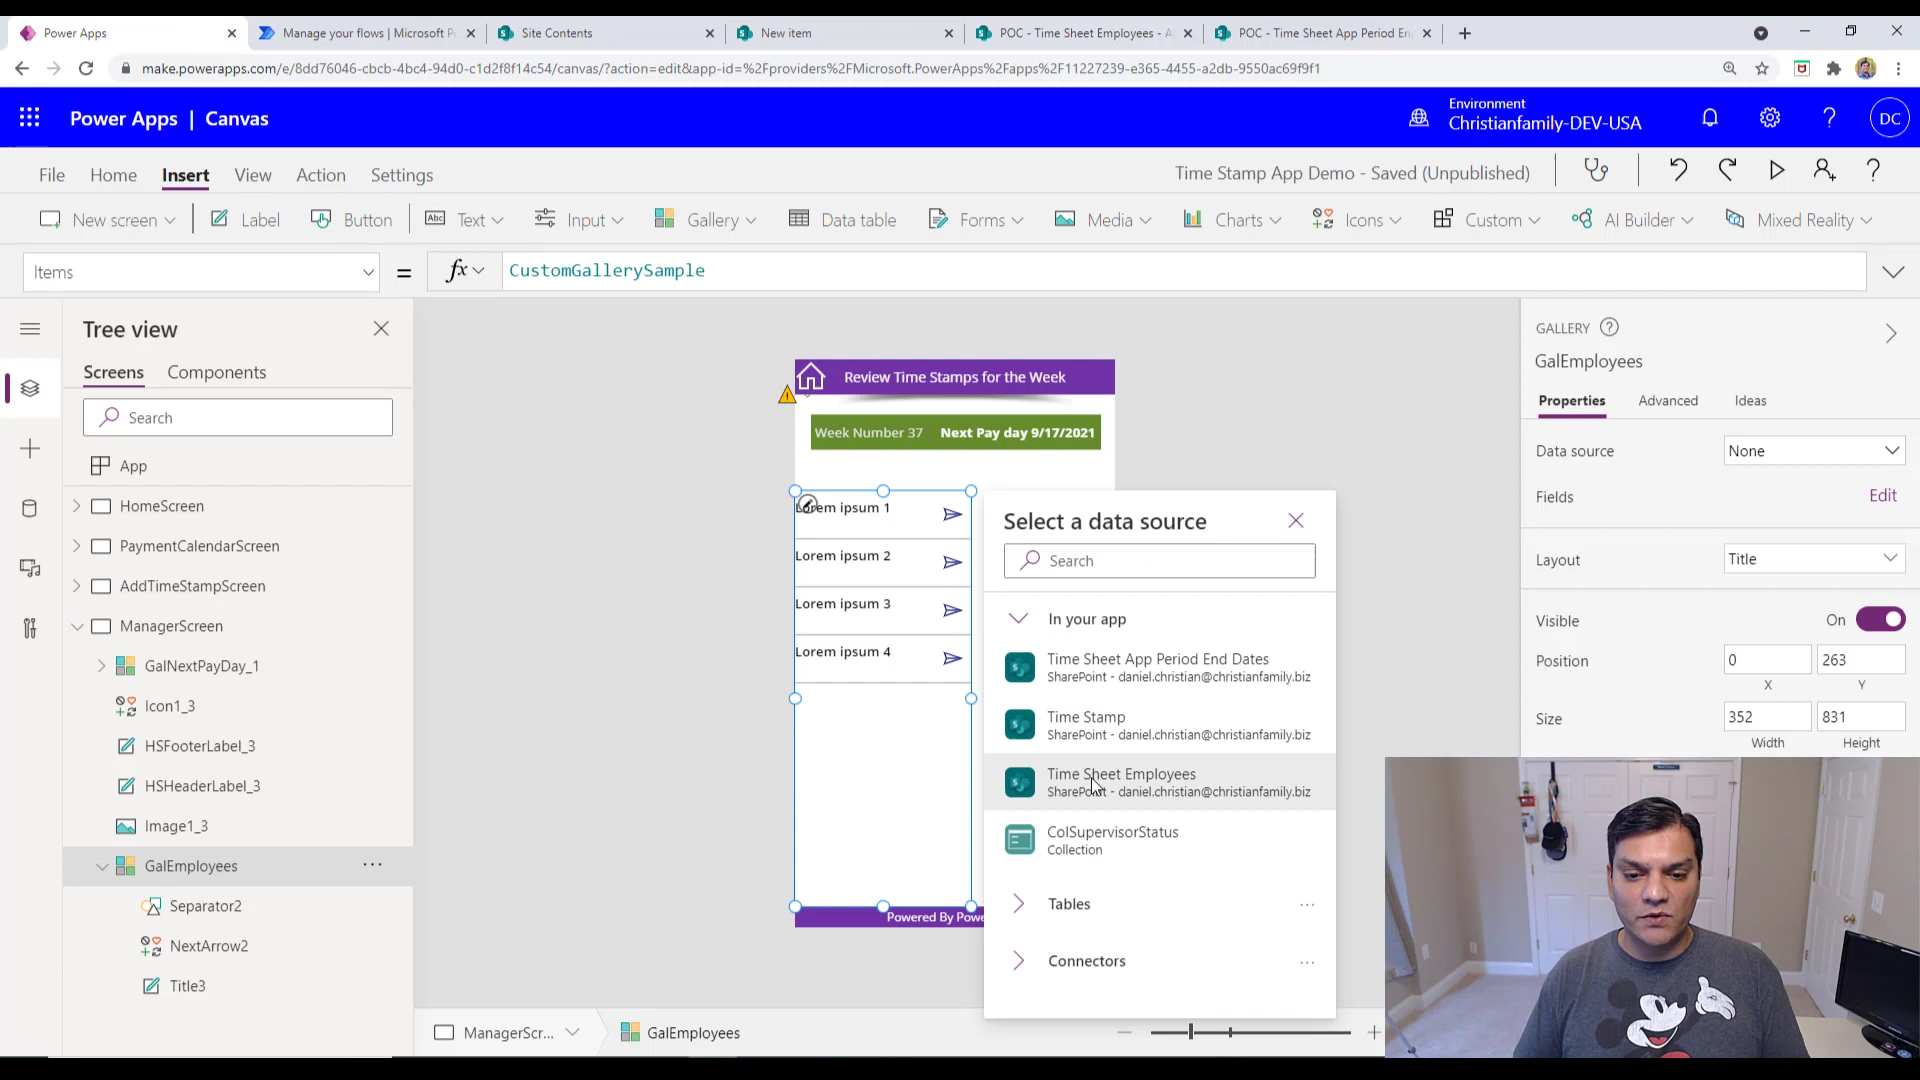 Power Apps
Manage your flows | Microsoft P
Site Contents
New item
POC - Time Sheet Employees - A
POC - Time Sheet App Period En
make.powerapps.com/e/8dd76046-cbcb-4bc4-94d0-c1d2f8f14c54/canvas/?action=edit&app-id=%2Fproviders%2FMicrosoft.PowerApps%2Fapps%2F11227239-e365-4455-a2db-9550ac69f9f1
Power Apps | Canvas
Environment
Christianfamily-DEV-USA
DC
File
Home
Insert
View
Action
Settings
Time Stamp App Demo - Saved (Unpublished)
New screen
Label
Button
Abc
Text
Input
Gallery
Data table
Forms
Media
Charts
Icons
Custom
AI Builder
Mixed Reality
Items
=
fx
CustomGallerySample
Tree view
Screens
Components
Search
App
HomeScreen
PaymentCalendarScreen
AddTimeStampScreen
ManagerScreen
GalNextPayDay_1
Icon1_3
HSFooterLabel_3
HSHeaderLabel_3
Image1_3
GalEmployees
Separator2
NextArrow2
Title3
Review Time Stamps for the Week
Week Number 37
Next Pay day 9/17/2021
Lorem ipsum 1
Lorem ipsum 2
Lorem ipsum 3
Lorem ipsum 4
Powered By Powe
Select a data source
Search
In your app
Time Sheet App Period End Dates
SharePoint - daniel.christian@christianfamily.biz
Time Stamp
SharePoint - daniel.christian@christianfamily.biz
Time Sheet Employees
SharePoint - daniel.christian@christianfamily.biz
ColSupervisorStatus
Collection
Tables
Connectors
ManagerScr...
GalEmployees
GALLERY
GalEmployees
Properties
Advanced
Ideas
Data source
None
Fields
Edit
Layout
Title
Visible
On
Position
0
263
X
Y
Size
352
831
Width
Height